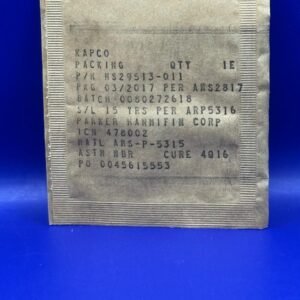 KAPCO
PACKING QTY 1E
P/N MS29513-011
PKG 03/2017 PER AMS2817
BATCH 0080272618
S/L 15 YRS PER ARP5316
PARKER HANNIFIN CORP
ICN 478002
MATL AMS-P-5315
ASTM NBR CURE 4Q16
PO 0045615553